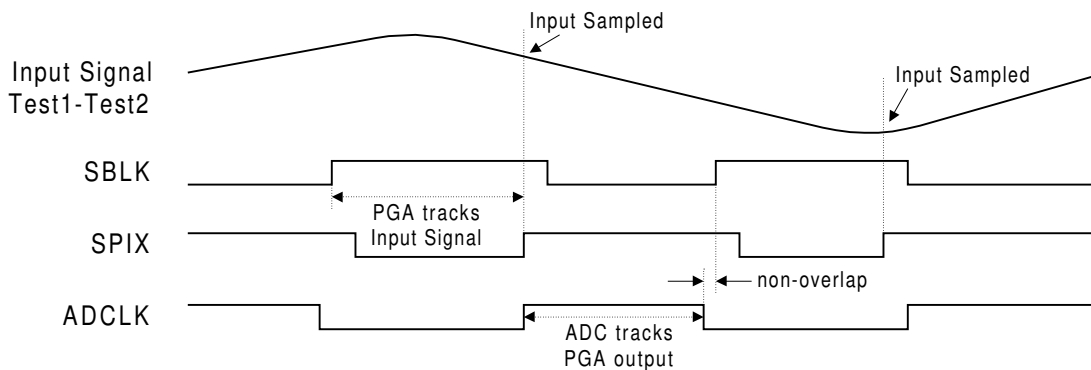 Input Sampled
Input Signal
Test1-Test2
Input Sampled
SBLK
PGA tracks
Input Signal
SPIX
non-overlap
ADCLK
ADC tracks
PGA output